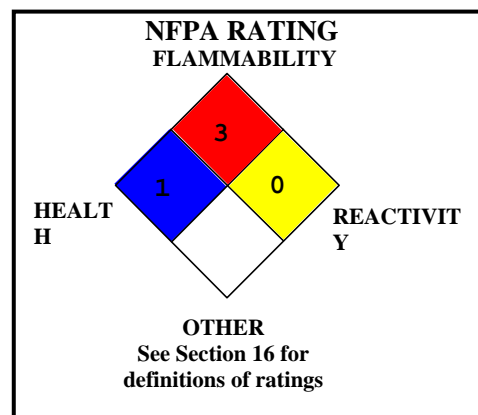 NFPA RATING
FLAMMABILITY
3
1
0
HEALT
H
REACTIVIT
Y
OTHER
See Section 16 for
definitions of ratings